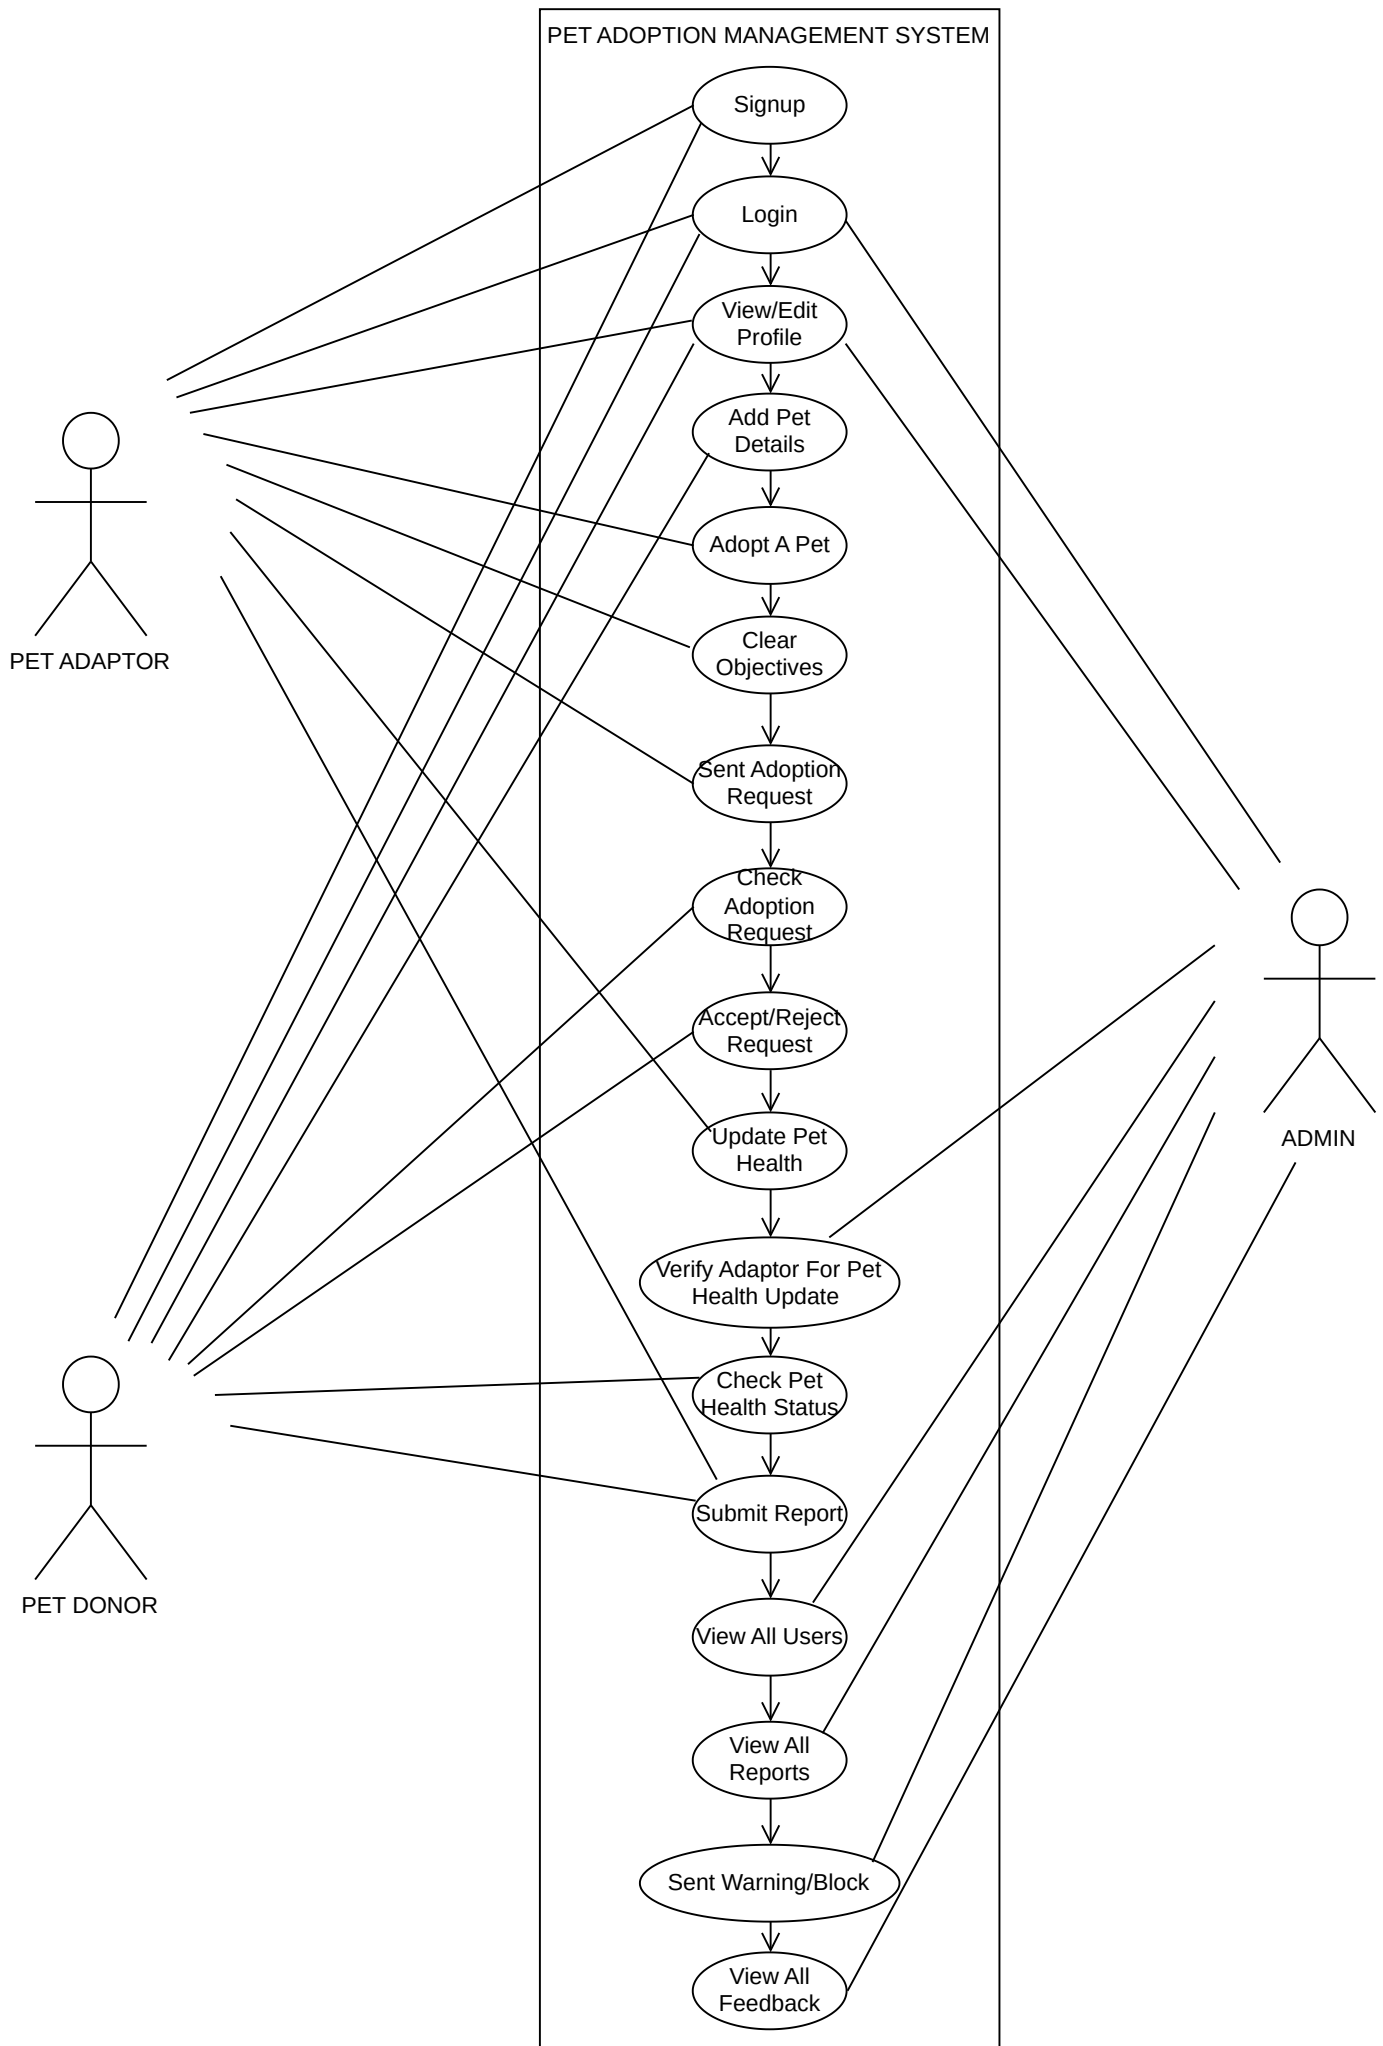 PET ADOPTION MANAGEMENT SYSTEM
Signup
Login
View/Edit
Profile
Add Pet
Details
Adopt A Pet
Clear
Objectives
PET ADAPTOR
Sent Adoption
Request
Check
Adoption
Request
Accept/Reject
Request
Update Pet
Health
ADMIN
Verify Adaptor For Pet
Health Update
Check Pet
Health Status
Submit Report
PET DONOR
View All Users
View All
Reports
Sent Warning/Block
View All
Feedback